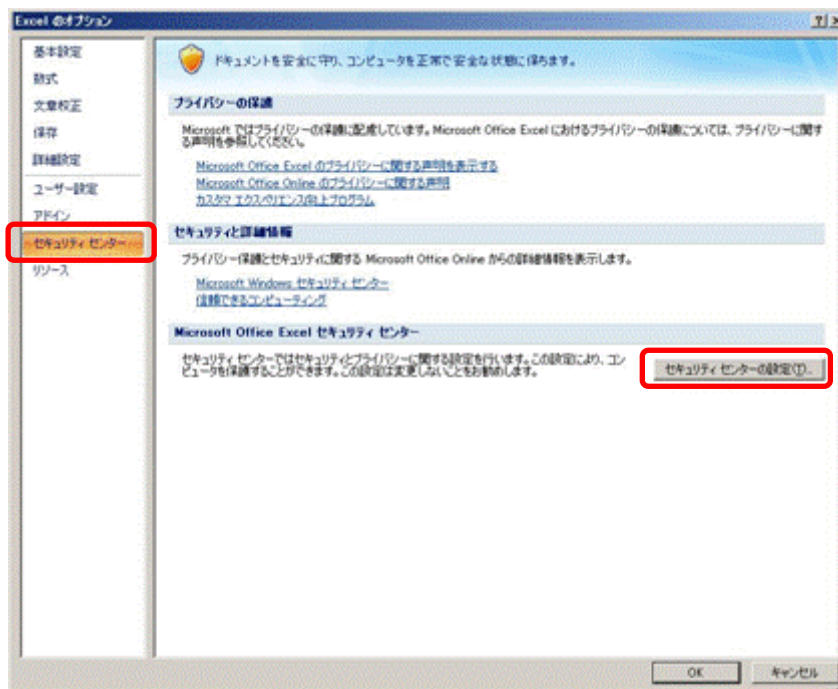 Excel のオプション
基本設定
数式
文章校正
保存
詳細設定
ユーザー設定
アドイン
セキュリティ センター
リソース
ドキュメントを安全に守り、コンピュータを正常で安全な状態に保ちます。
プライバシーの保護
Microsoft ではプライバシーの保護に配慮しています。Microsoft Office Excel におけるプライバシーの保護については、プライバシーに関す
る声明を参照してください。
Microsoft Office Excel のプライバシーに関する声明を表示する
Microsoft Office Online のプライバシーに関する声明
カスタマ エクスペリエンス向上プログラム
セキュリティと詳細情報
プライバシー保護とセキュリティに関する Microsoft Office Online からの詳細情報を表示します。
Microsoft Windows セキュリティ センター
信頼できるコンピューティング
Microsoft Office Excel セキュリティ センター
セキュリティ センターではセキュリティとプライバシーに関する設定を行います。この設定により、コン
ピュータを保護することができます。この設定は変更しないことをお勧めします。
セキュリティ センターの設定(T)...
OK
キャンセル